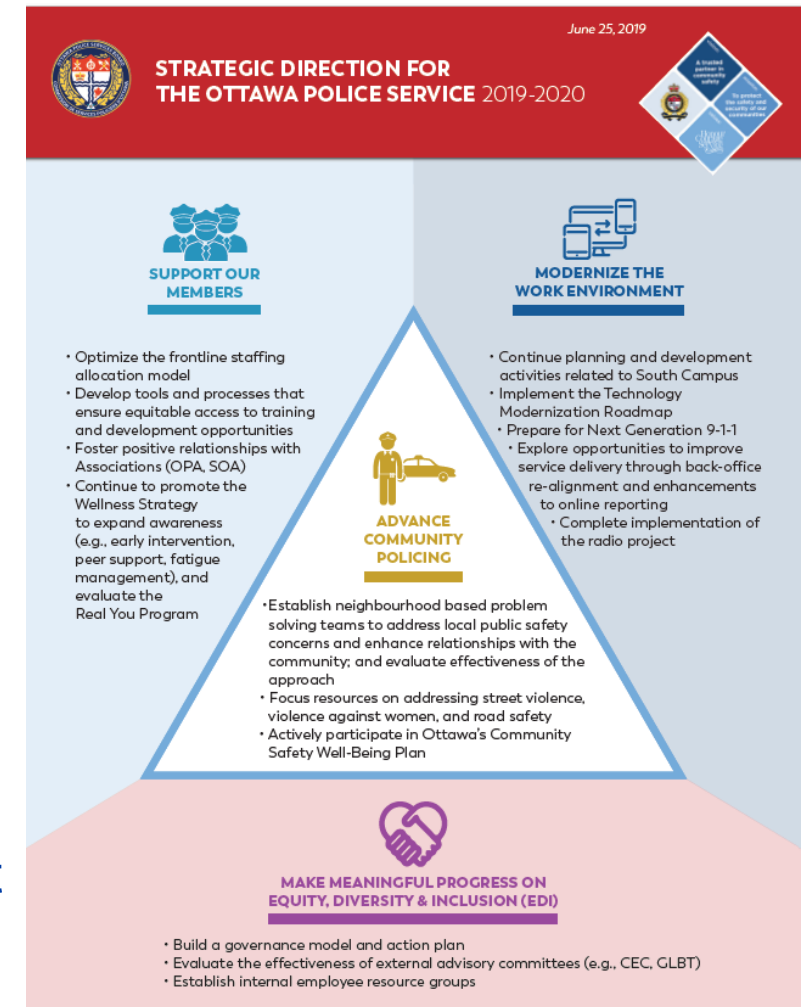 June 25, 2019
STRATEGIC DIRECTION FOR
THE OTTAWA POLICE SERVICE 2019-2020
A trusted
partner in
community
safety
To protect
the safety and
security of our
communities
SUPPORT OUR
MEMBERS
• Optimize the frontline staffing
allocation model
• Develop tools and processes that
ensure equitable access to training
and development opportunities
• Foster positive relationships with
Associations (OPA, SOA)
• Continue to promote the
Wellness Strategy
to expand awareness
(e.g., early intervention,
peer support, fatigue
management), and
evaluate the
Real You Program
MODERNIZE THE
WORK ENVIRONMENT
• Continue planning and development
activities related to South Campus
• Implement the Technology
Modernization Roadmap
• Prepare for Next Generation 9-1-1
• Explore opportunities to improve
service delivery through back-office
re-alignment and enhancements
to online reporting
• Complete implementation of
the radio project
ADVANCE
COMMUNITY
POLICING
• Establish neighbourhood based problem
solving teams to address local public safety
concerns and enhance relationships with the
community; and evaluate effectiveness of the
approach
• Focus resources on addressing street violence,
violence against women, and road safety
• Actively participate in Ottawa's Community
Safety Well-Being Plan
MAKE MEANINGFUL PROGRESS ON
EQUITY, DIVERSITY & INCLUSION (EDI)
• Build a governance model and action plan
• Evaluate the effectiveness of external advisory committees (e.g., CEC, GLBT)
• Establish internal employee resource groups